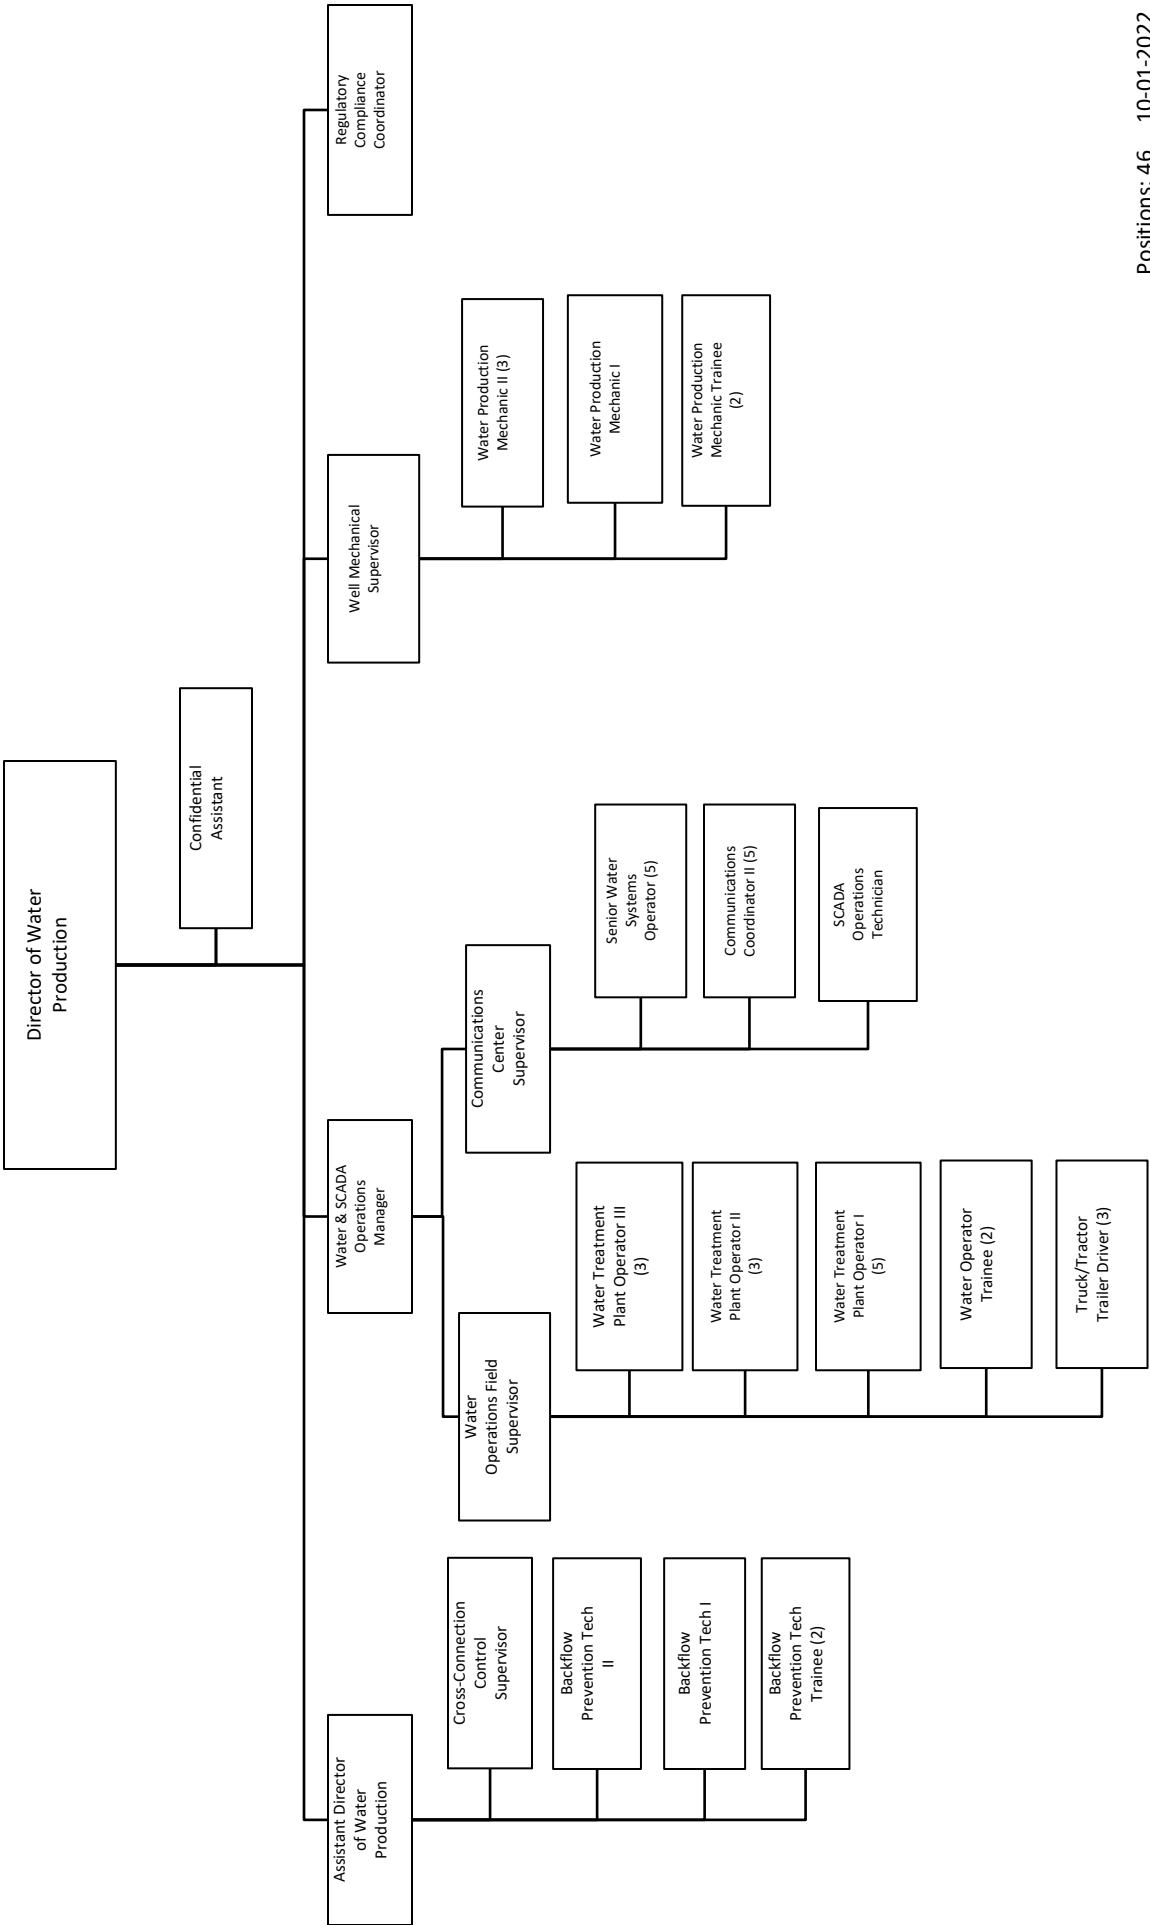 Director of Water
Production
Confidential
Assistant
Assistant Director
of Water
Production
Water & SCADA
Operations
Manager
Well Mechanical
Supervisor
Regulatory
Compliance
Coordinator
Cross-Connection
Control
Supervisor
Backflow
Prevention Tech
II
Backflow
Prevention Tech I
Backflow
Prevention Tech
Trainee (2)
Water
Operations Field
Supervisor
Water Treatment
Plant Operator III
(3)
Water Treatment
Plant Operator II
(3)
Water Treatment
Plant Operator I
(5)
Water Operator
Trainee (2)
Truck/Tractor
Trailer Driver (3)
Communications
Center
Supervisor
Senior Water
Systems
Operator (5)
Communications
Coordinator II (5)
SCADA
Operations
Technician
Water Production
Mechanic II (3)
Water Production
Mechanic I
Water Production
Mechanic Trainee
(2)
Positions: 46 10-01-2022